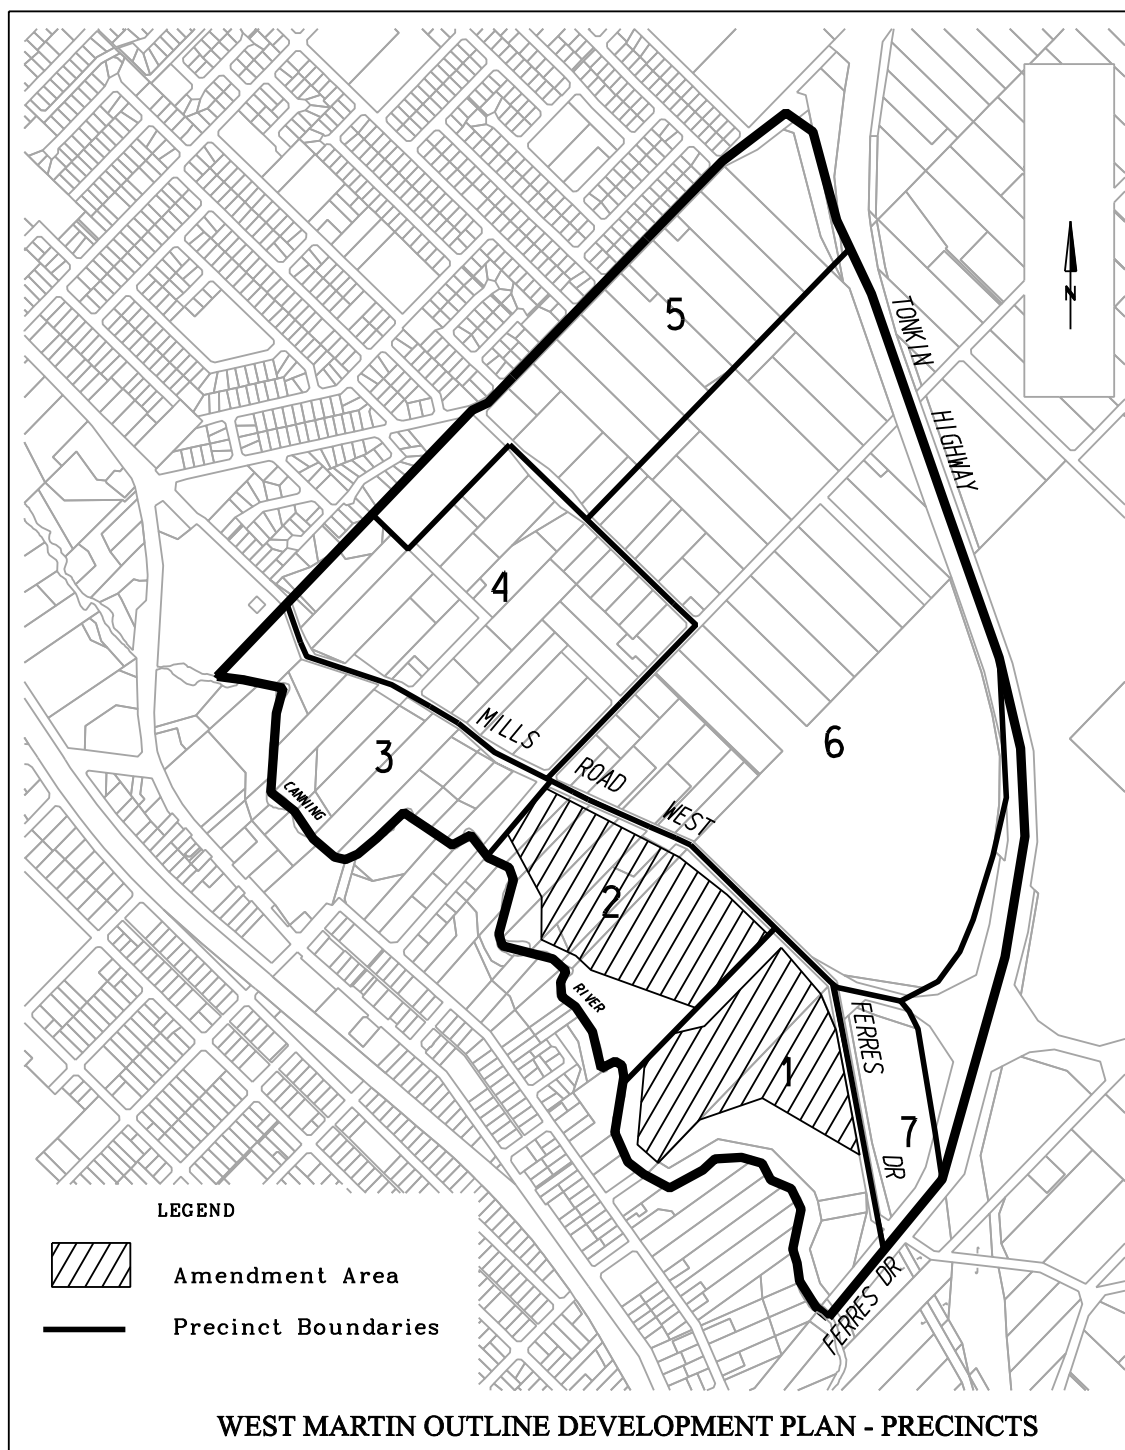 TONKIN
HIGHWAY
N
5
4
6
3
MILLS
ROAD
WEST
CANNING
2
RIVER
1
FERRES
DR
7
FERRES DR
LEGEND
Amendment Area
Precinct Boundaries
WEST MARTIN OUTLINE DEVELOPMENT PLAN - PRECINCTS